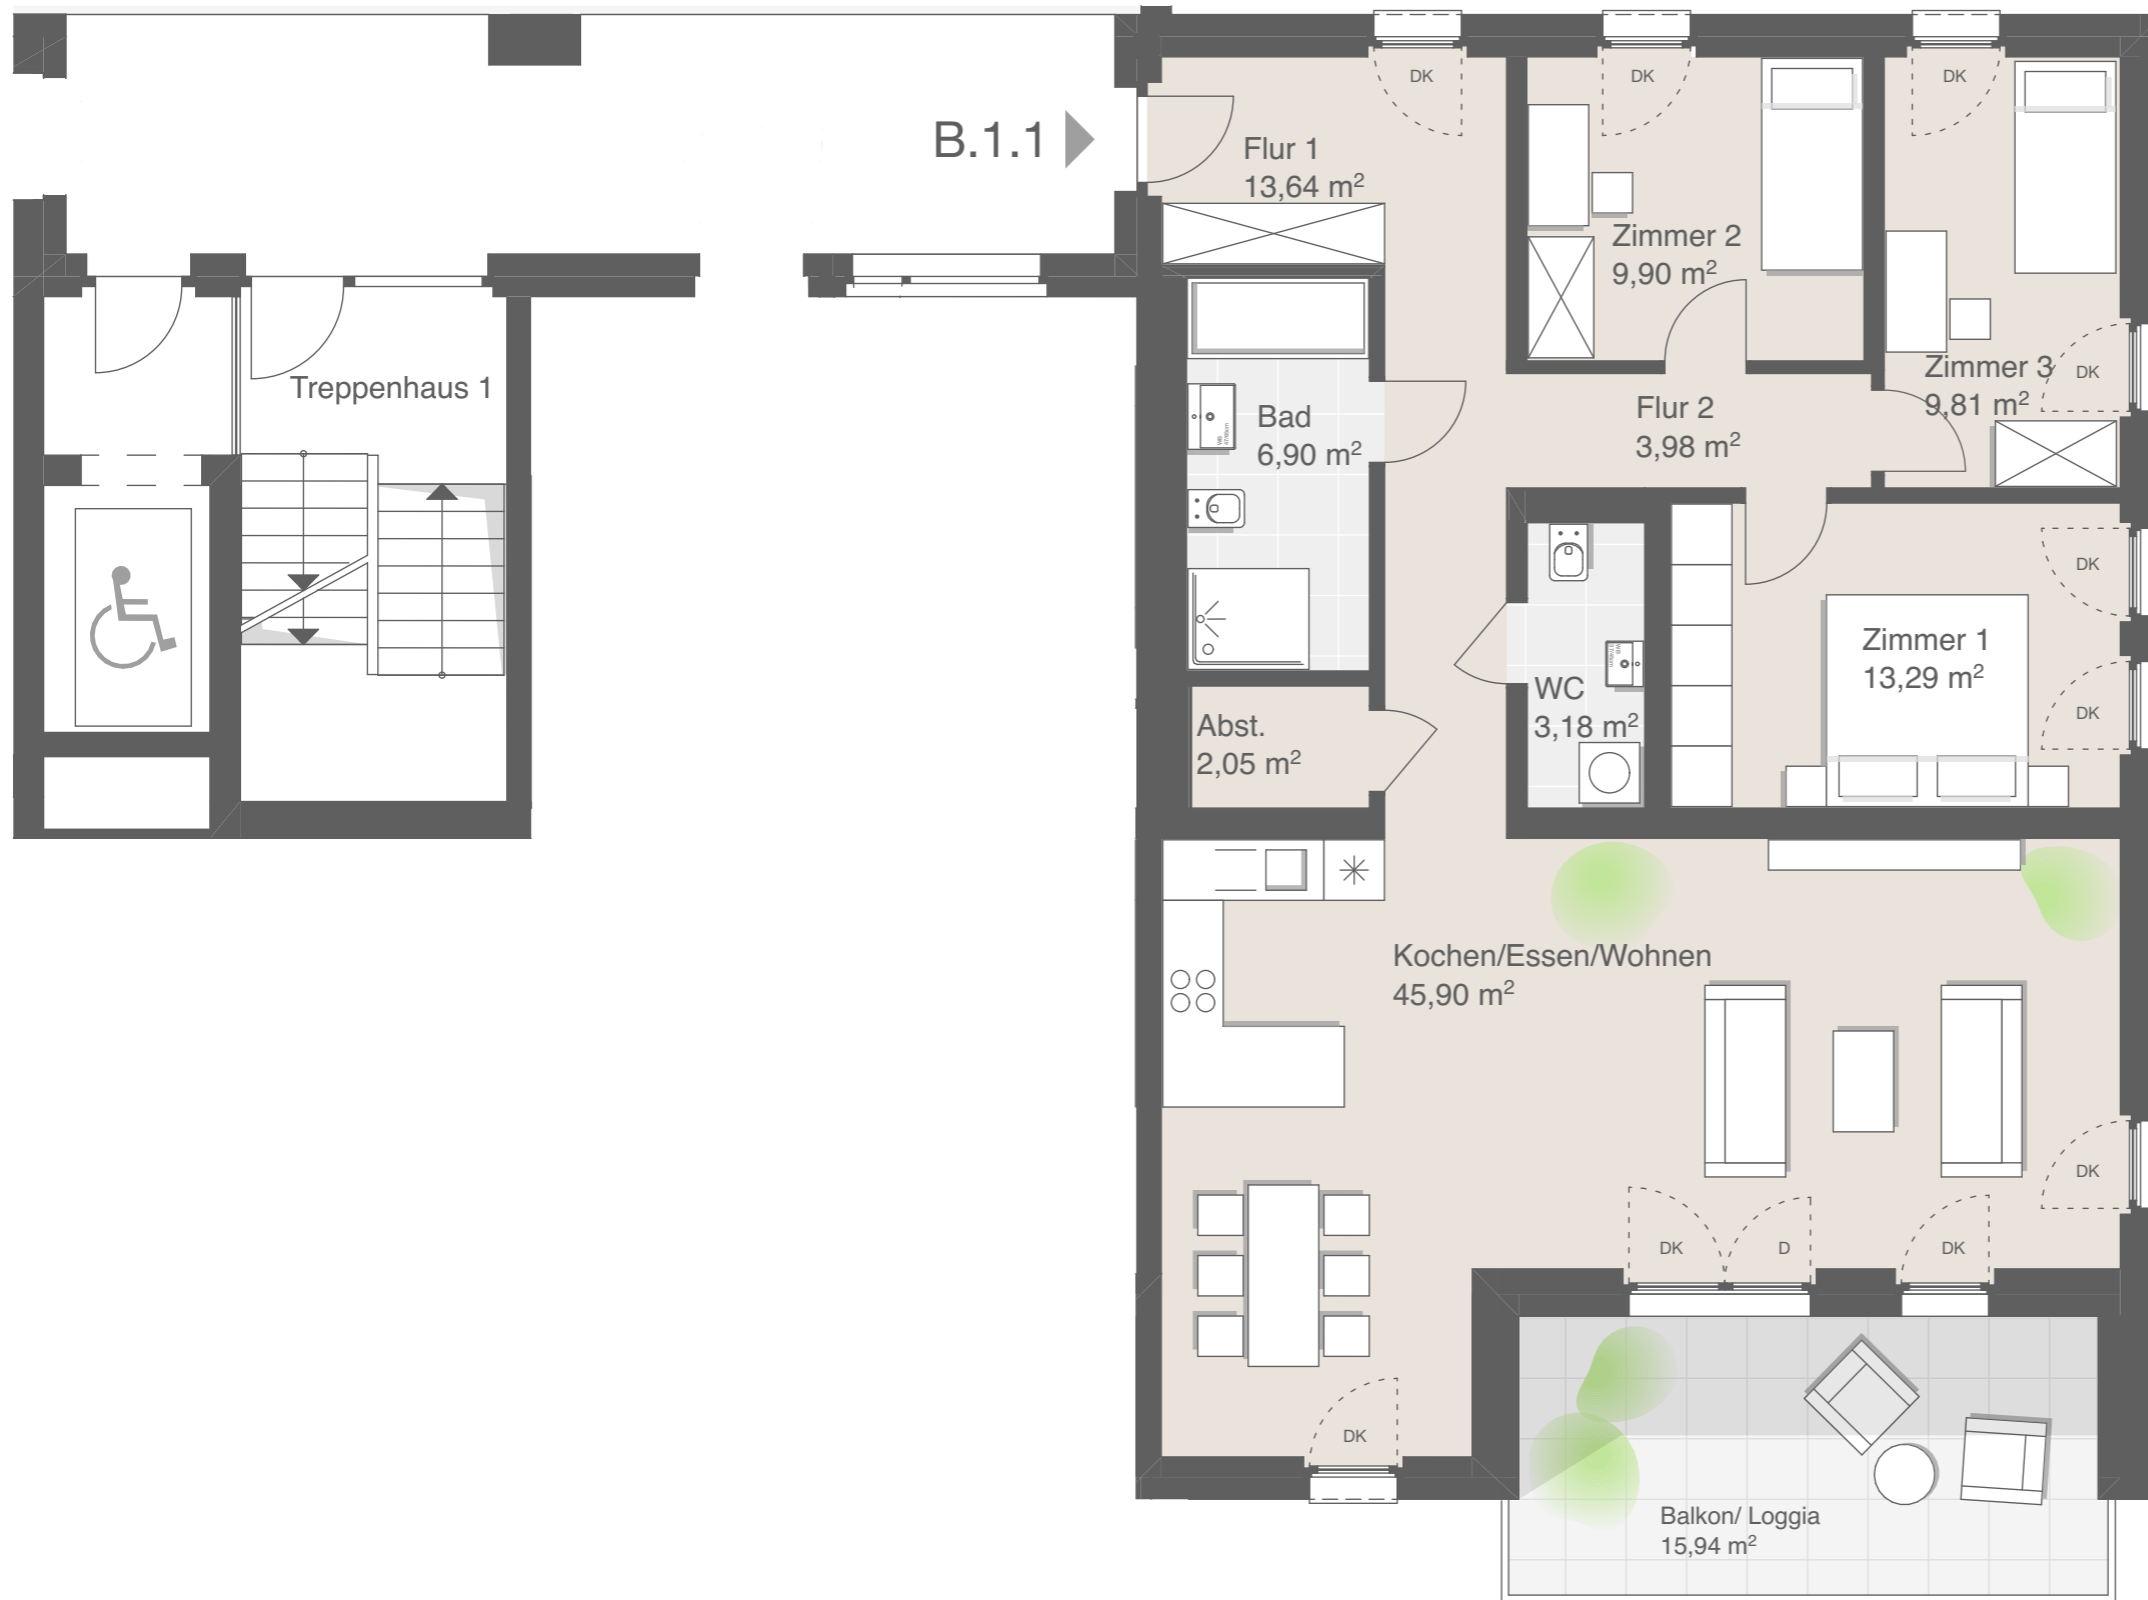 DK
DK
DK
B.1.1
Flur 1
13,64 m²
Zimmer 2
9,90 m²
Zimmer 3
9,81 m²
DK
Treppenhaus 1
Bad
6,90 m²
Flur 2
3,98 m²
DK
Zimmer 1
13,29 m²
WC
3,18 m²
DK
Abst.
2,05 m²
Kochen/Essen/Wohnen
45,90 m²
DK
DK
D
DK
DK
Balkon/ Loggia
15,94 m²